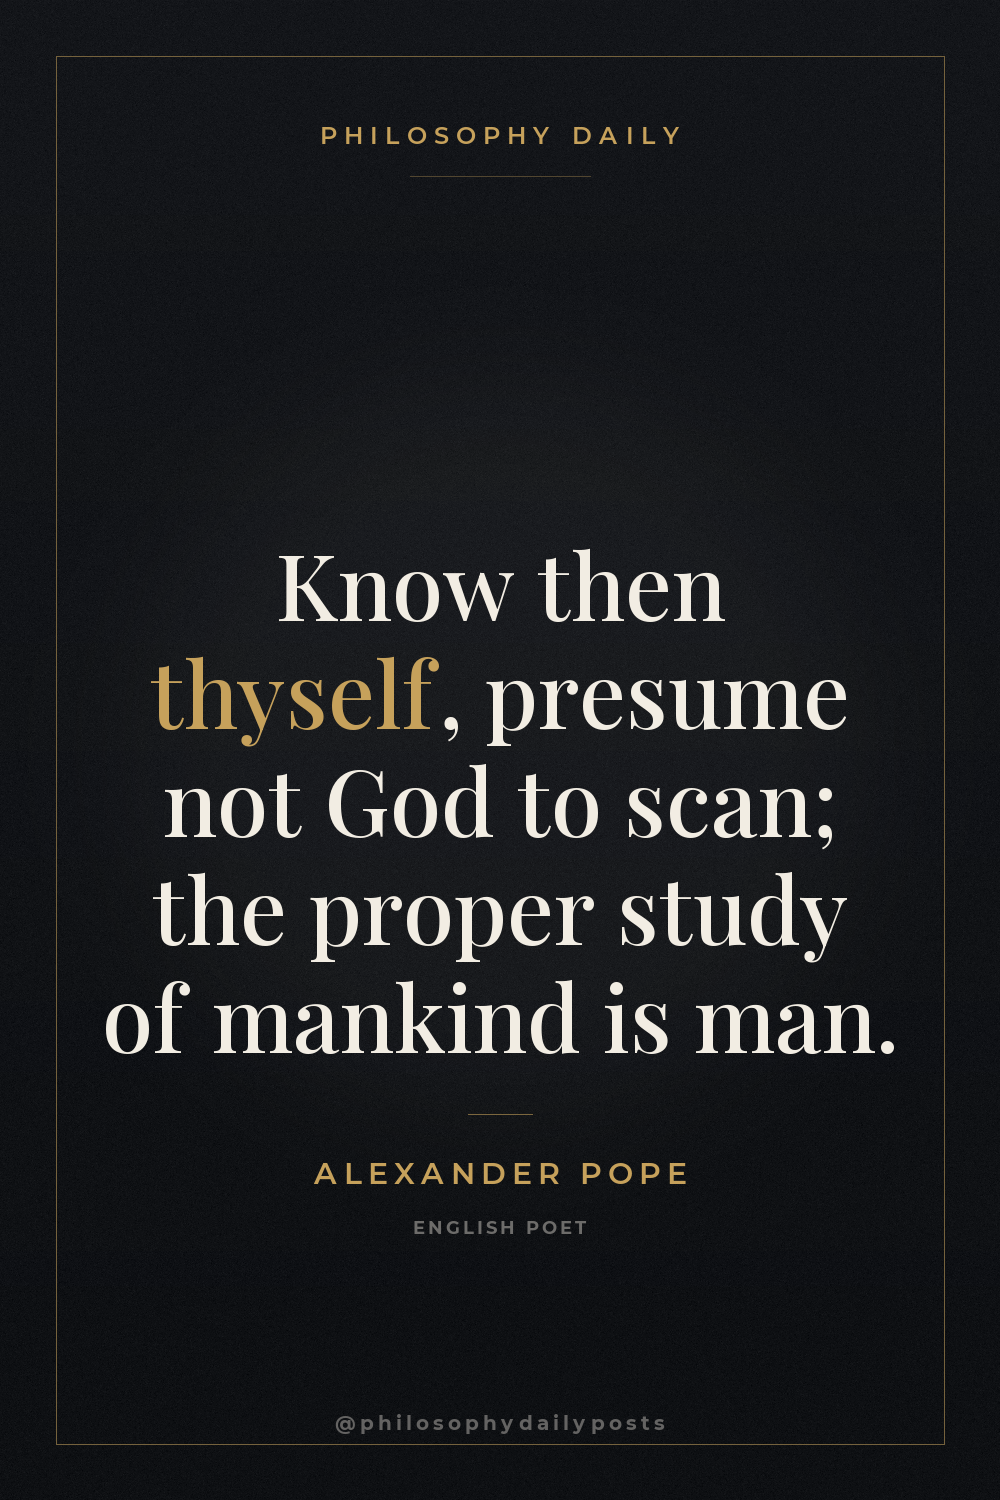 PHILOSOPHY DAILY
Know then
thyself, presume
not God to scan;
the proper study
of mankind is man.
ALEXANDER POPE
ENGLISH POET
@philosophydailyposts